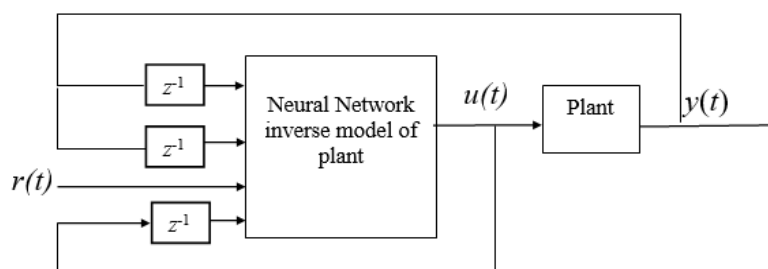 z⁻¹
Neural Network
inverse model of
plant
u(t)
Plant
y(t)
z⁻¹
r(t)
z⁻¹